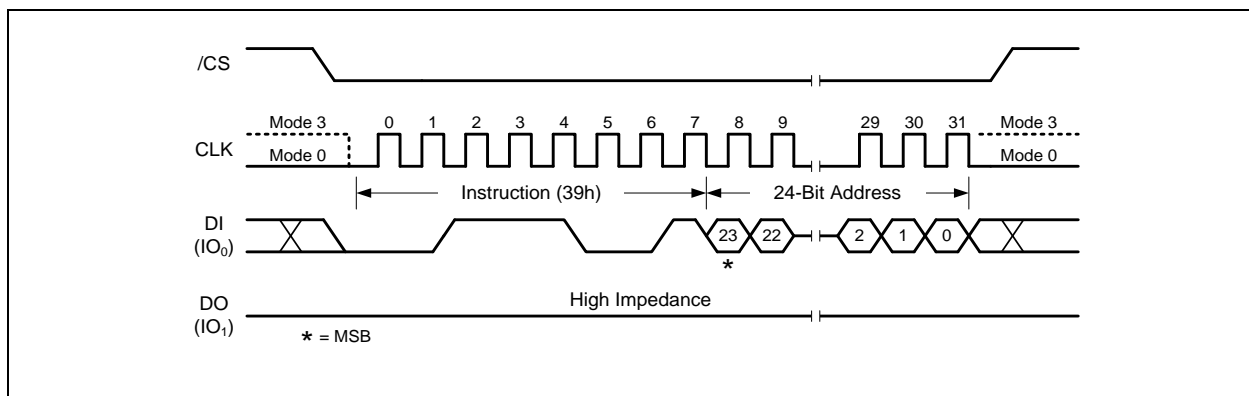 /CS
Mode 3 0 1 2 3 4 5 6 7 8 9 29 30 31 Mode 3
CLK
Mode 0 Mode 0
Instruction (39h) 24-Bit Address
DI
(IO₀)
23 22 2 1 0
*
DO
(IO₁)
High Impedance
* = MSB